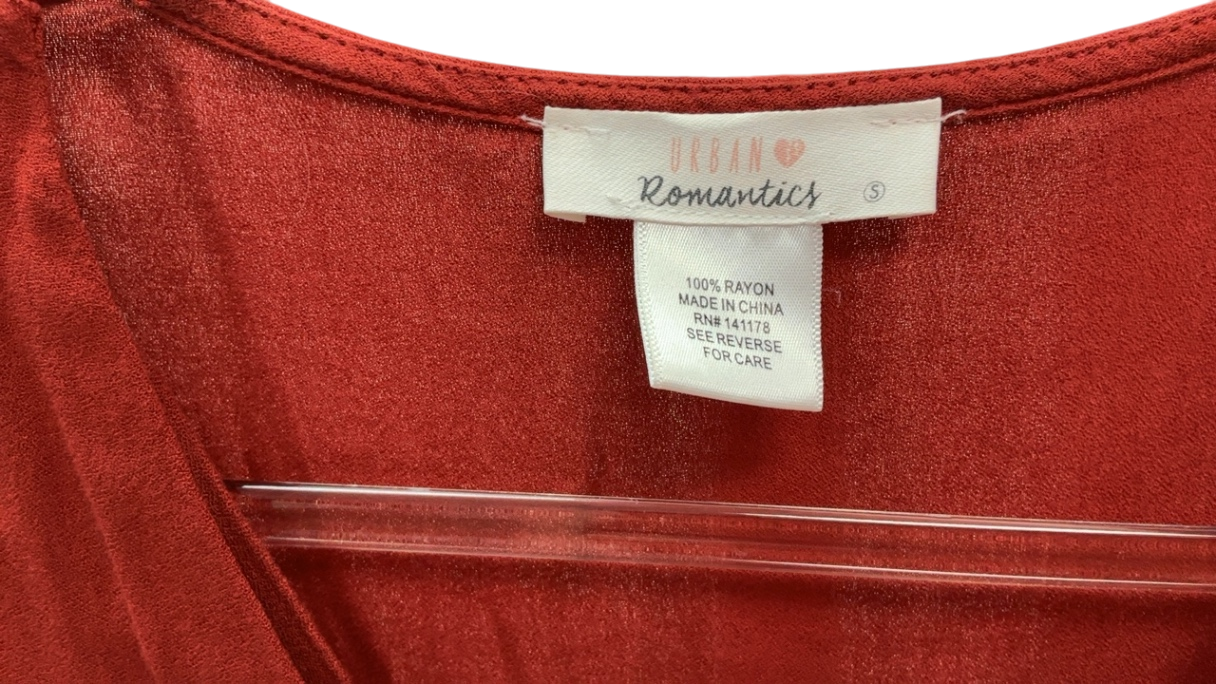 URBAN
Romantics S
100% RAYON
MADE IN CHINA
RN# 141178
SEE REVERSE
FOR CARE